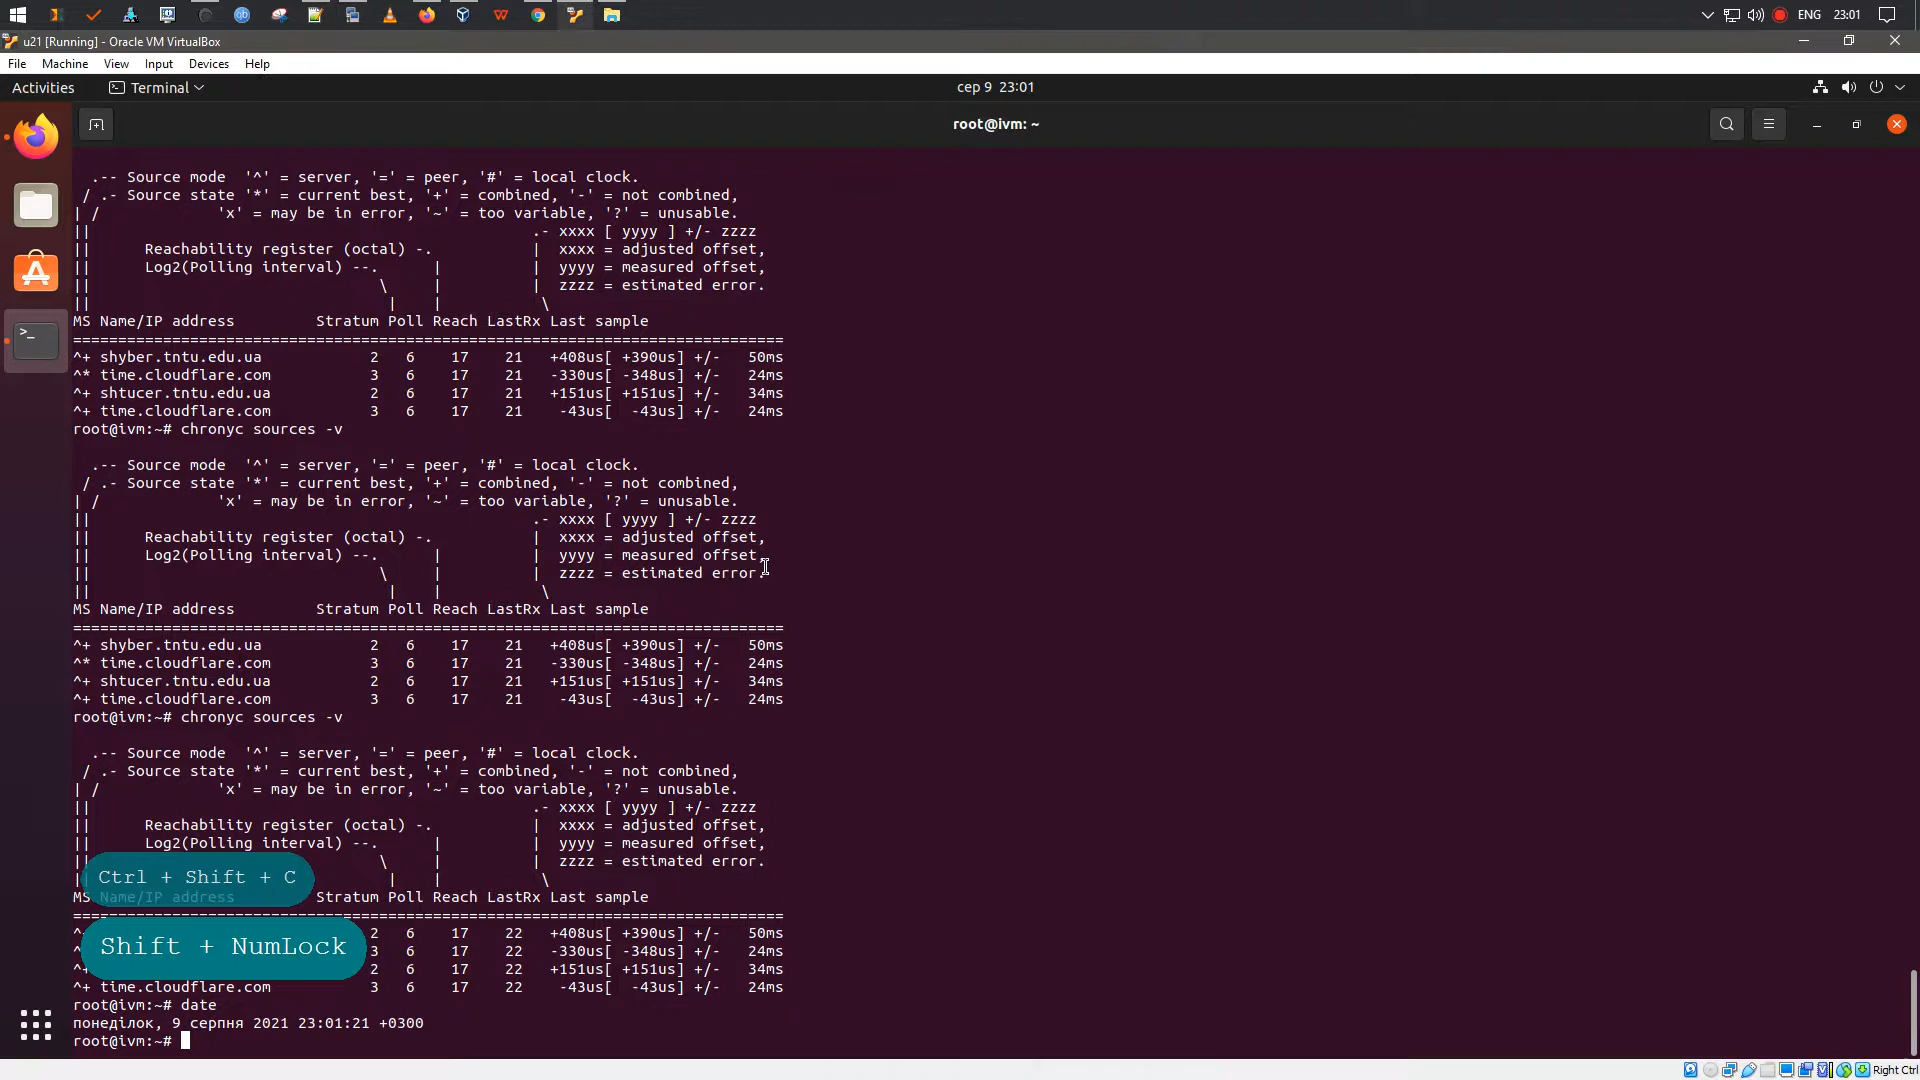 ENG 23:01
u21 [Running] - Oracle VM VirtualBox
File Machine View Input Devices Help
Activities Terminal сер 9 23:01
root@ivm: ~
.-- Source mode '^' = server, '=' = peer, '#' = local clock.
/ .- Source state '*' = current best, '+' = combined, '-' = not combined,
| / 'x' = may be in error, '~' = too variable, '?' = unusable.
|| .- xxxx [ yyyy ] +/- zzzz
|| Reachability register (octal) -. | xxxx = adjusted offset,
|| Log2(Polling interval) --. | | yyyy = measured offset,
|| \ | | zzzz = estimated error.
|| | | \
MS Name/IP address Stratum Poll Reach LastRx Last sample
===============================================================================
^+ shyber.tntu.edu.ua 2 6 17 21 +408us[ +390us] +/- 50ms
^* time.cloudflare.com 3 6 17 21 -330us[ -348us] +/- 24ms
^+ shtucer.tntu.edu.ua 2 6 17 21 +151us[ +151us] +/- 34ms
^+ time.cloudflare.com 3 6 17 21 -43us[ -43us] +/- 24ms
root@ivm:~# chronyc sources -v
.-- Source mode '^' = server, '=' = peer, '#' = local clock.
/ .- Source state '*' = current best, '+' = combined, '-' = not combined,
| / 'x' = may be in error, '~' = too variable, '?' = unusable.
|| .- xxxx [ yyyy ] +/- zzzz
|| Reachability register (octal) -. | xxxx = adjusted offset,
|| Log2(Polling interval) --. | | yyyy = measured offset,
|| \ | | zzzz = estimated error.
|| | | \
MS Name/IP address Stratum Poll Reach LastRx Last sample
===============================================================================
^+ shyber.tntu.edu.ua 2 6 17 21 +408us[ +390us] +/- 50ms
^* time.cloudflare.com 3 6 17 21 -330us[ -348us] +/- 24ms
^+ shtucer.tntu.edu.ua 2 6 17 21 +151us[ +151us] +/- 34ms
^+ time.cloudflare.com 3 6 17 21 -43us[ -43us] +/- 24ms
root@ivm:~# chronyc sources -v
.-- Source mode '^' = server, '=' = peer, '#' = local clock.
/ .- Source state '*' = current best, '+' = combined, '-' = not combined,
| / 'x' = may be in error, '~' = too variable, '?' = unusable.
|| .- xxxx [ yyyy ] +/- zzzz
|| Reachability register (octal) -. | xxxx = adjusted offset,
|| Log2(Polling interval) --. | | yyyy = measured offset,
|| \ | | zzzz = estimated error.
| | | \
Ctrl + Shift + C
MS Name/IP address Stratum Poll Reach LastRx Last sample
===============================================================================
^+ 2 6 17 22 +408us[ +390us] +/- 50ms
Shift + NumLock
^* 3 6 17 22 -330us[ -348us] +/- 24ms
^+ 2 6 17 22 +151us[ +151us] +/- 34ms
^+ time.cloudflare.com 3 6 17 22 -43us[ -43us] +/- 24ms
root@ivm:~# date
понеділок, 9 серпня 2021 23:01:21 +0300
root@ivm:~#
Right Ctrl